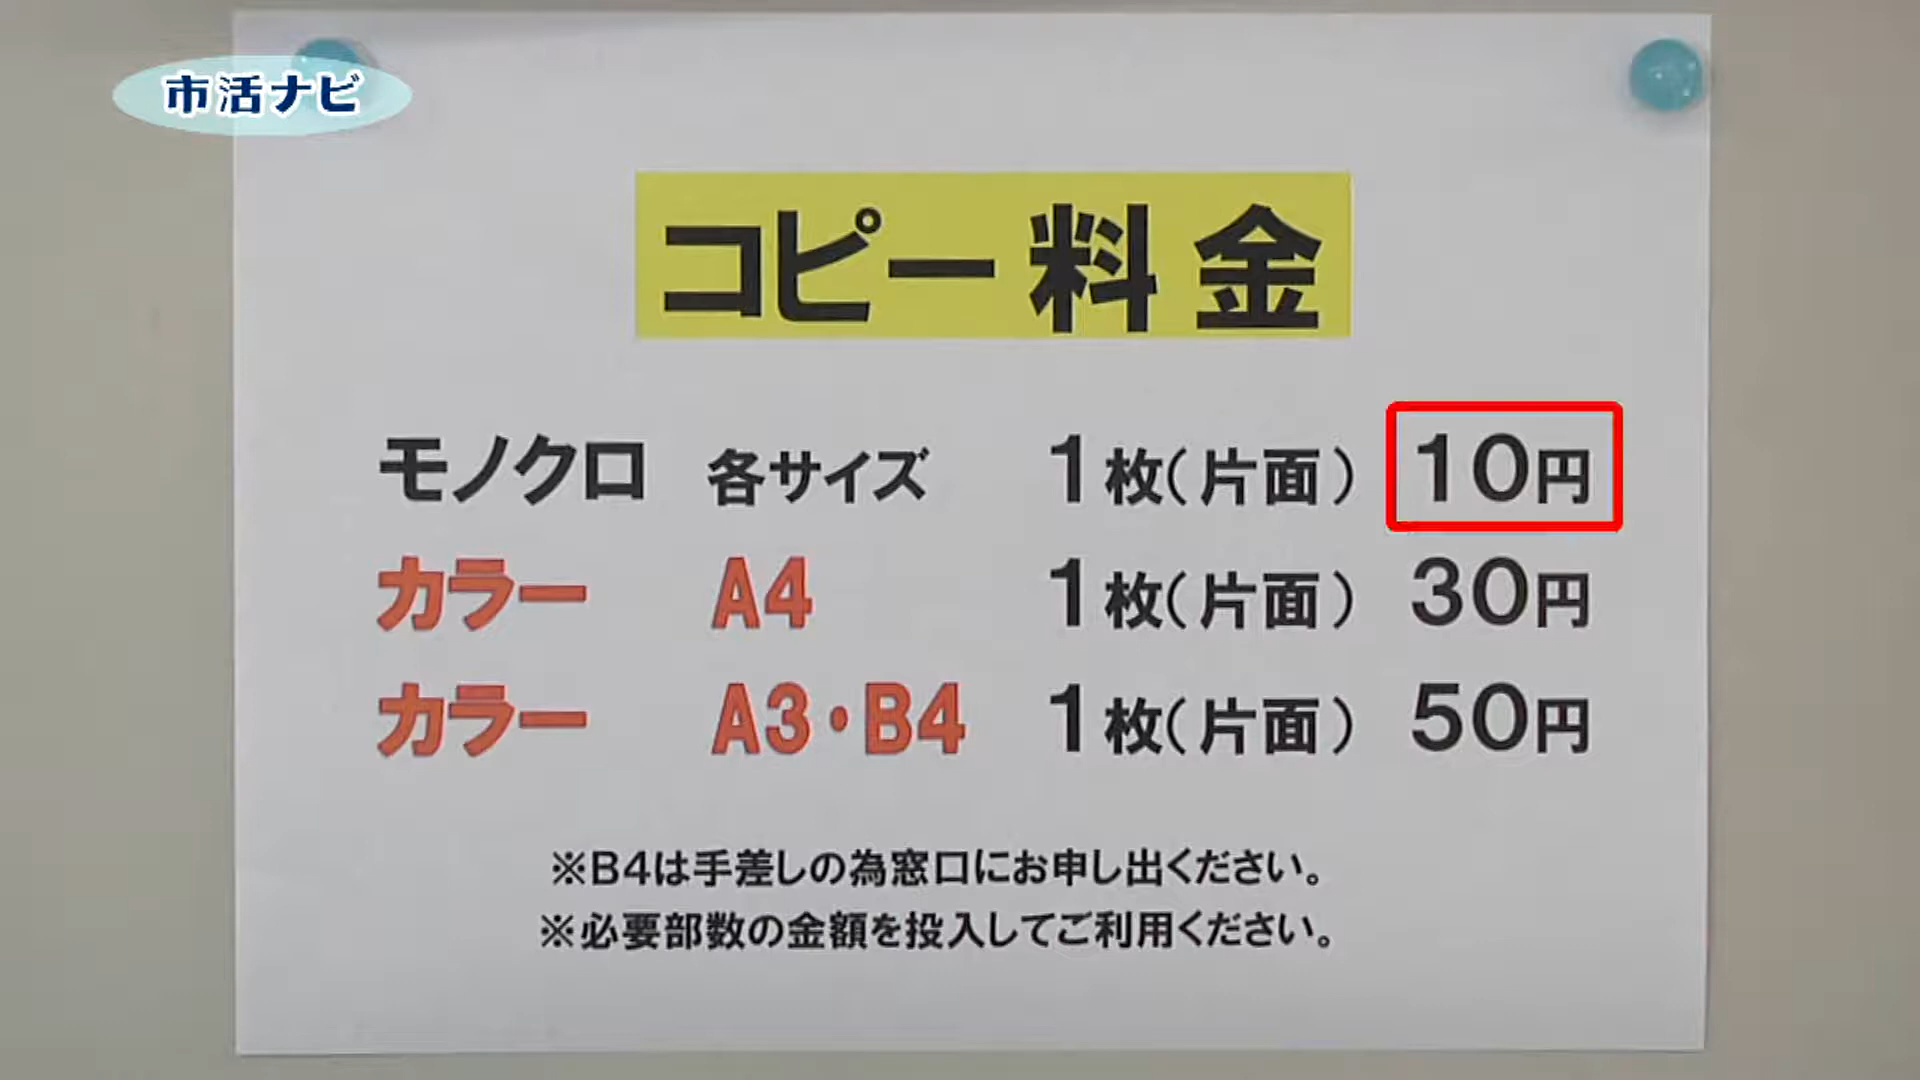 市活ナビ
コピー料金
モノクロ 各サイズ 1枚(片面) 10円
カラー A4 1枚(片面) 30円
カラー A3・B4 1枚(片面) 50円
※B4は手差しの為窓口にお申し出ください。
※必要部数の金額を投入してご利用ください。